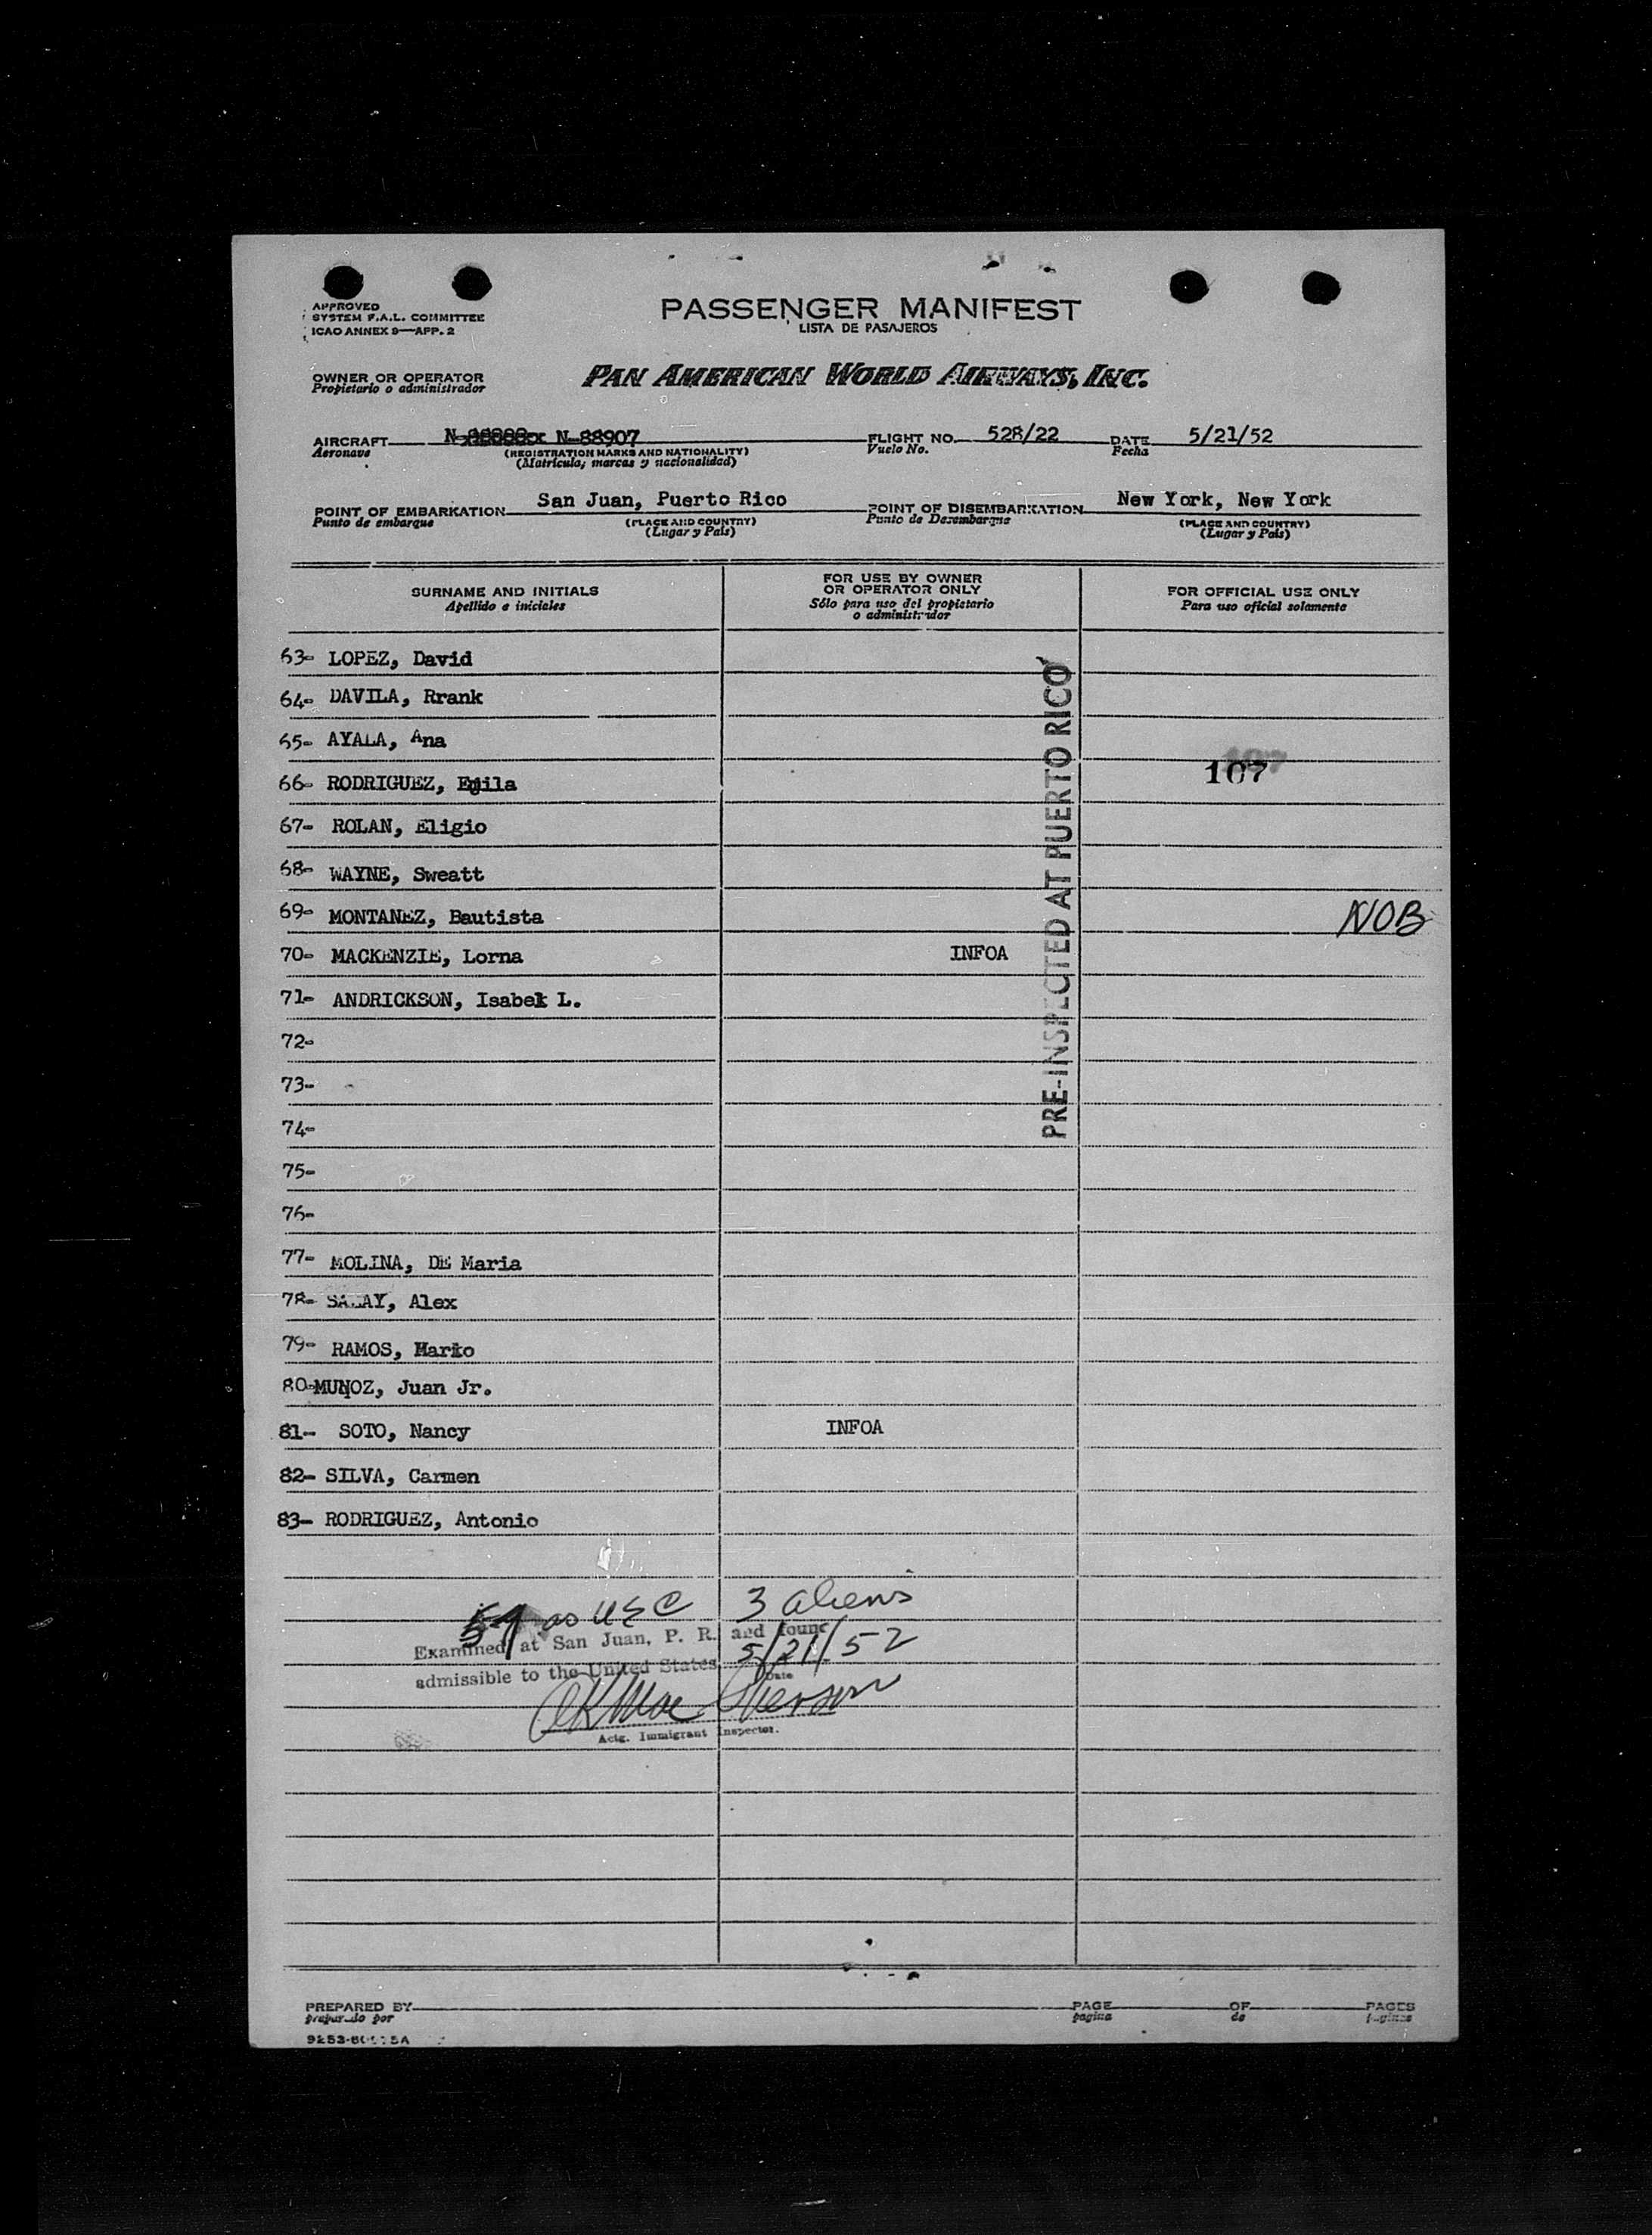 APPROVED
SYSTEM F.A.L. COMMITTEE
ICAO ANNEX 9—APP. 2
PASSENGER MANIFEST
LISTA DE PASAJEROS
OWNER OR OPERATOR
Propietario o administrador
PAN AMERICAN WORLD AIRWAYS, INC.
AIRCRAFT N-88907
Aeronave
(REGISTRATION MARKS AND NATIONALITY)
(Matricula, marcas y nacionalidad)
FLIGHT NO. 528/22
Vuelo No.
DATE 5/21/52
Fecha
POINT OF EMBARKATION San Juan, Puerto Rico
Punto de embarque
(PLACE AND COUNTRY)
(Lugar y País)
POINT OF DISEMBARKATION New York, New York
Punto de Desembarque
(PLACE AND COUNTRY)
(Lugar y País)
SURNAME AND INITIALS
Apellido e iniciales
FOR USE BY OWNER
OR OPERATOR ONLY
Sólo para uso del propietario
o administrador
FOR OFFICIAL USE ONLY
Para uso oficial solamente
63- LOPEZ, David
64- DAVILA, Rrank
65- AYALA, Ana
66- RODRIGUEZ,
107
67- ROLAN, Eligio
68- WAYNE, Sweatt
69- MONTANEZ, Bautista NOB
70- MACKENZIE, Lorna INFOA
71- ANDRICKSON, Isabel L.
72-
73-
74-
75-
76-
77- MOLINA, DE Maria
78- Alex
79- RAMOS, Marko
80-MUNOZ, Juan Jr.
81- SOTO, Nancy INFOA
82- SILVA, Carmen
83- RODRIGUEZ, Antonio
PRE-INSPECTED AT PUERTO RICO
as USC 3 aliens
Examined at San Juan, P. R. and found
admissible to the United States 5/21/52
Date
Actg. Immigrant Inspector.
PREPARED BY
preparado por
PAGE
pagina
OF
de
PAGES
paginas